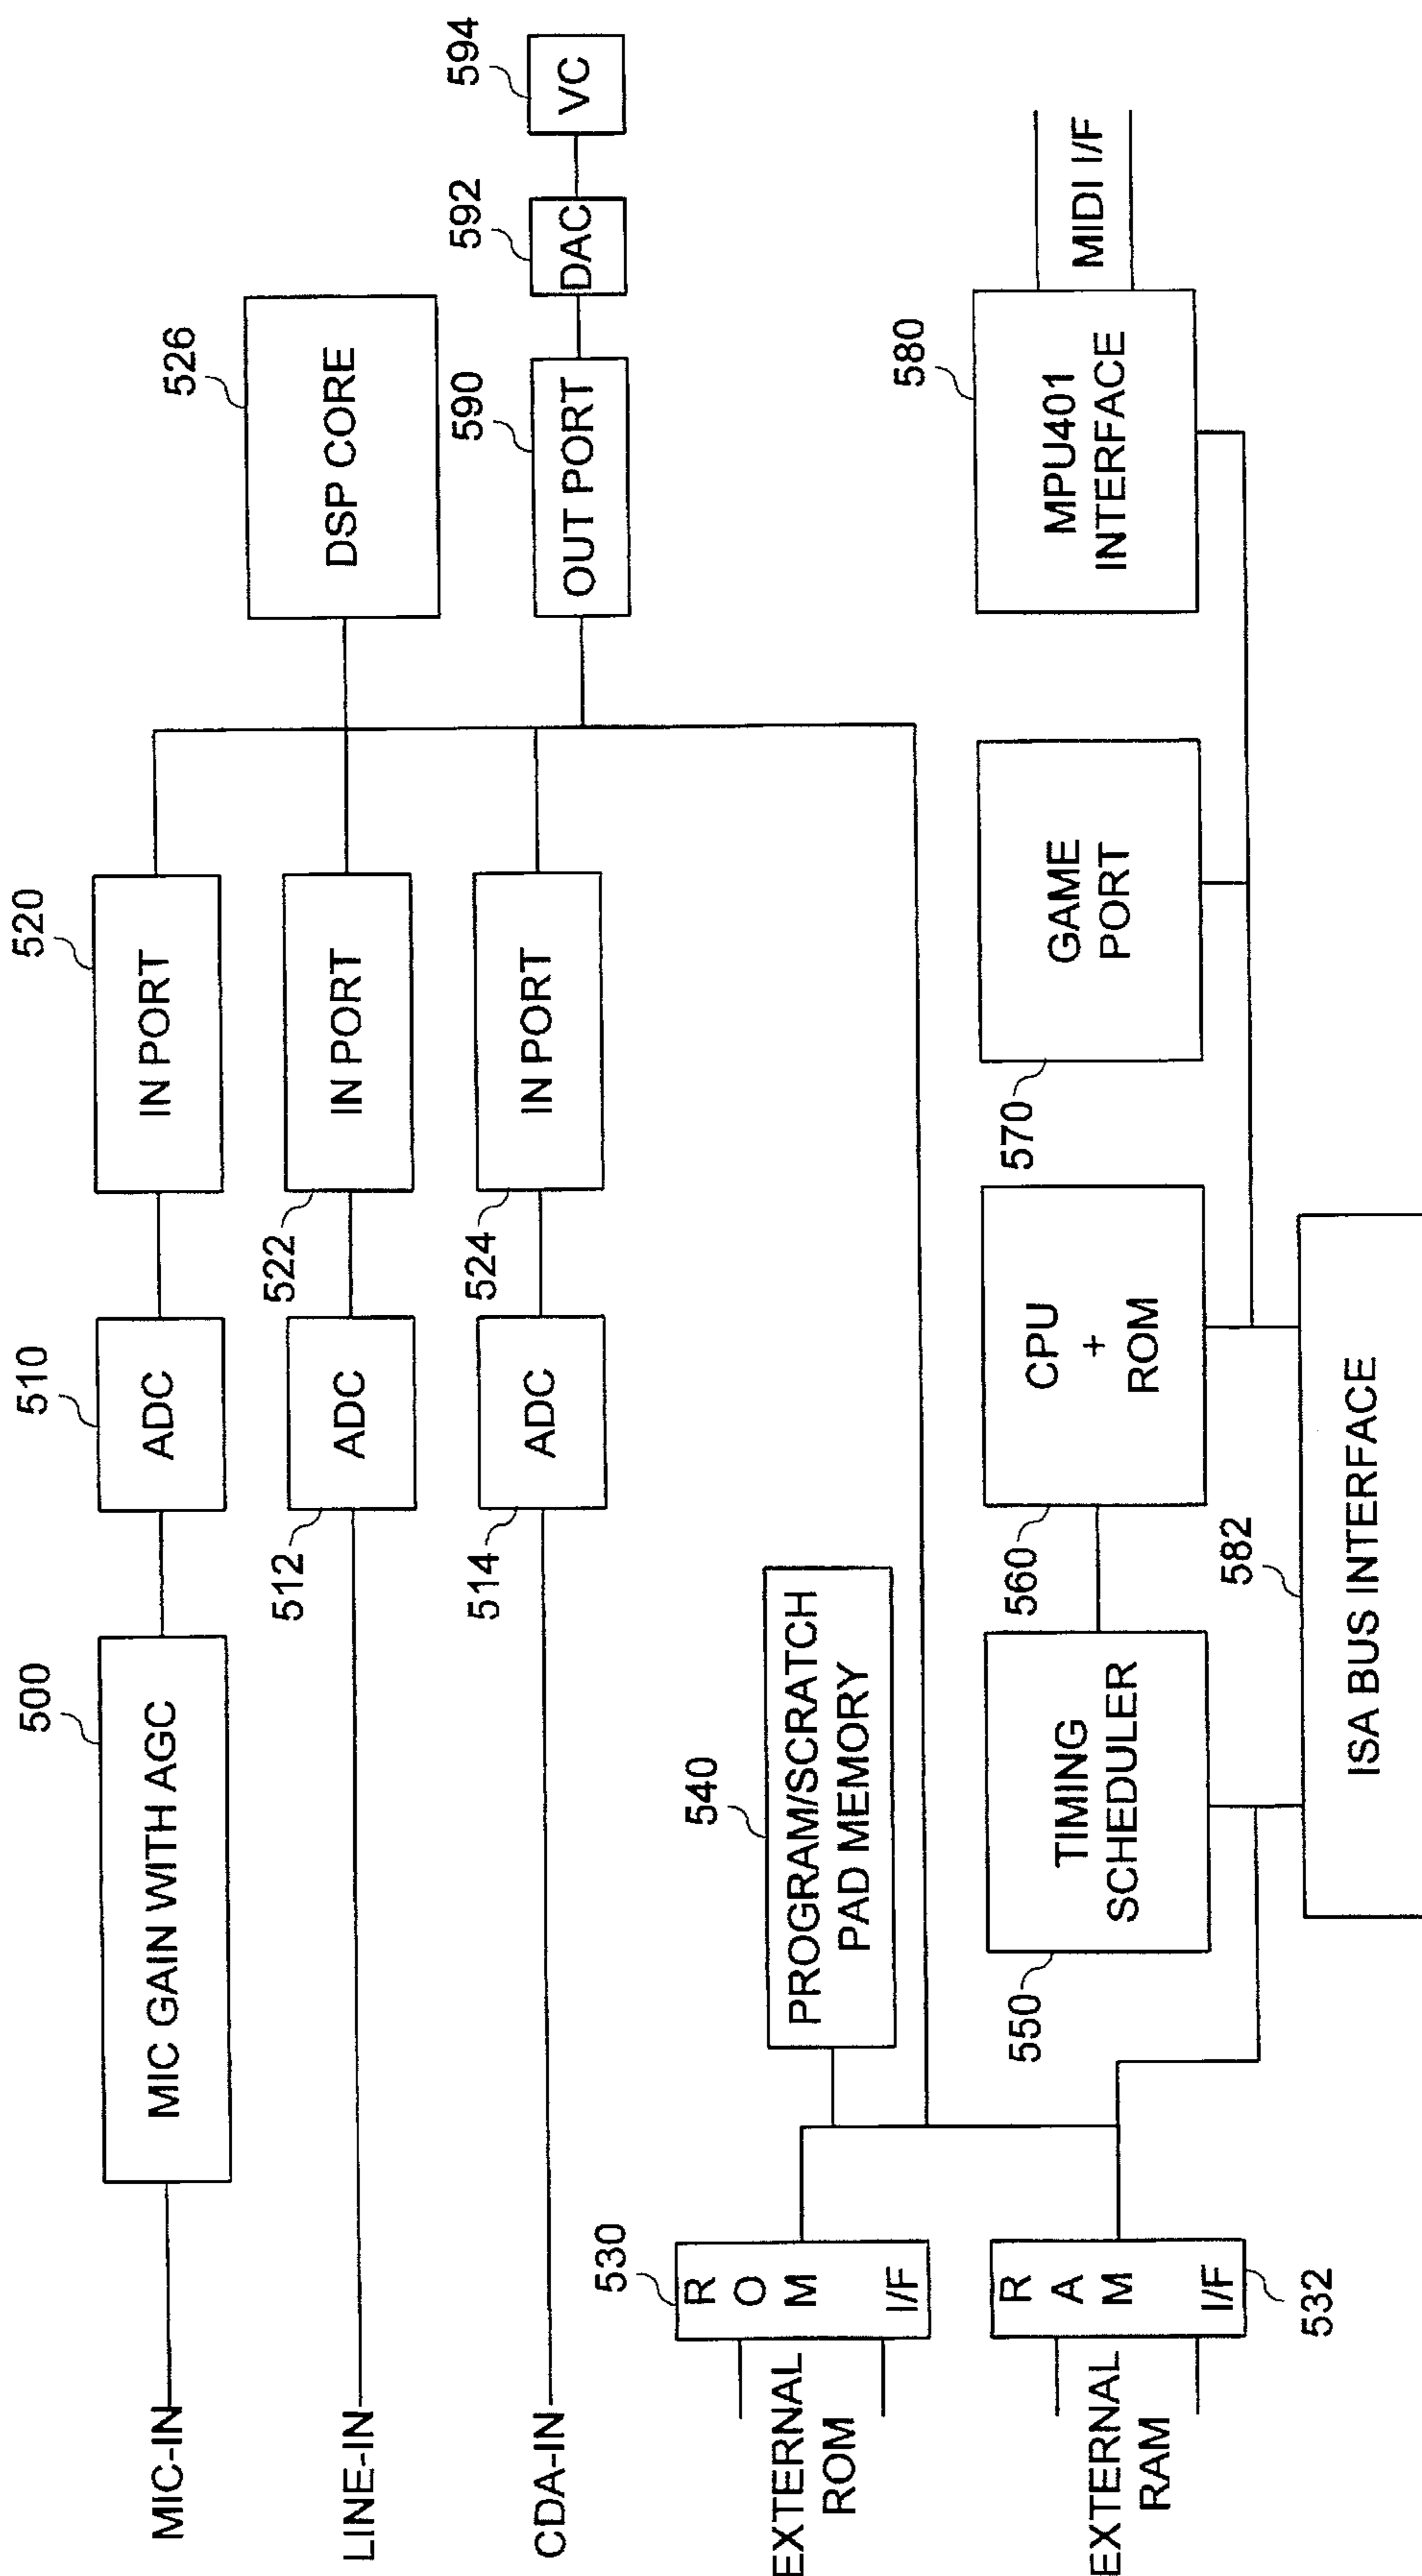 MIC-IN
500
MIC GAIN WITH AGC
510
ADC
520
IN PORT
526
DSP CORE
LINE-IN
512
ADC
522
IN PORT
CDA-IN
514
ADC
524
IN PORT
590
OUT PORT
592
DAC
594
VC
EXTERNAL
ROM
530
R
O
M
I/F
540
PROGRAM/SCRATCH
PAD MEMORY
EXTERNAL
RAM
532
R
A
M
I/F
550
TIMING
SCHEDULER
560
CPU
+
ROM
570
GAME
PORT
580
MPU401
INTERFACE
MIDI I/F
582
ISA BUS INTERFACE